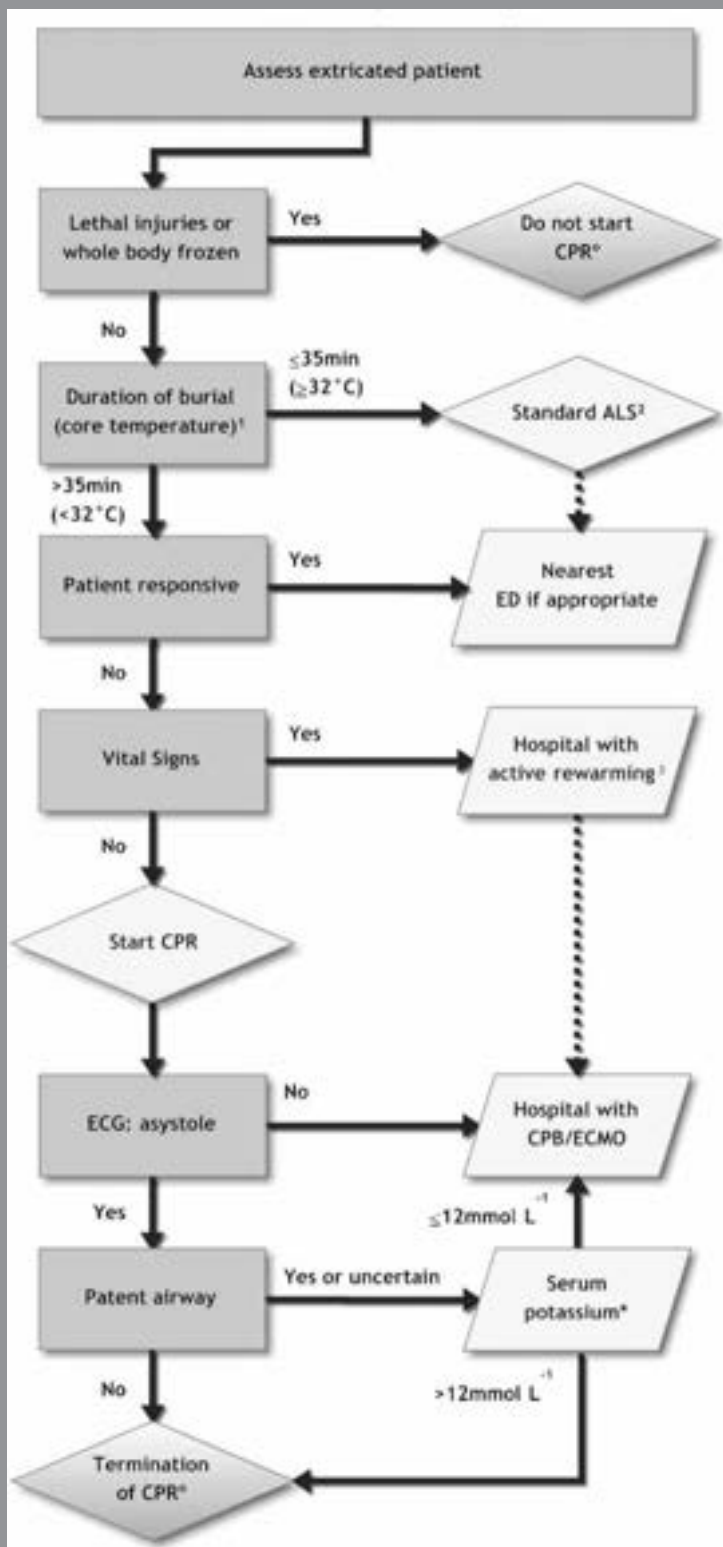 Assess extricated patient
Lethal injuries or
whole body frozen
Yes
Do not start
CPR°
No
Duration of burial
(core temperature)¹
≤35min
(≥32°C)
Standard ALS²
>35min
(<32°C)
Patient responsive
Yes
Nearest
ED if appropriate
No
Vital Signs
Yes
Hospital with
active rewarming³
No
Start CPR
ECG: asystole
No
Hospital with
CPB/ECMO
Yes
≤12mmol L⁻¹
Patent airway
Yes or uncertain
Serum
potassium⁴
No
>12mmol L⁻¹
Termination
of CPR°